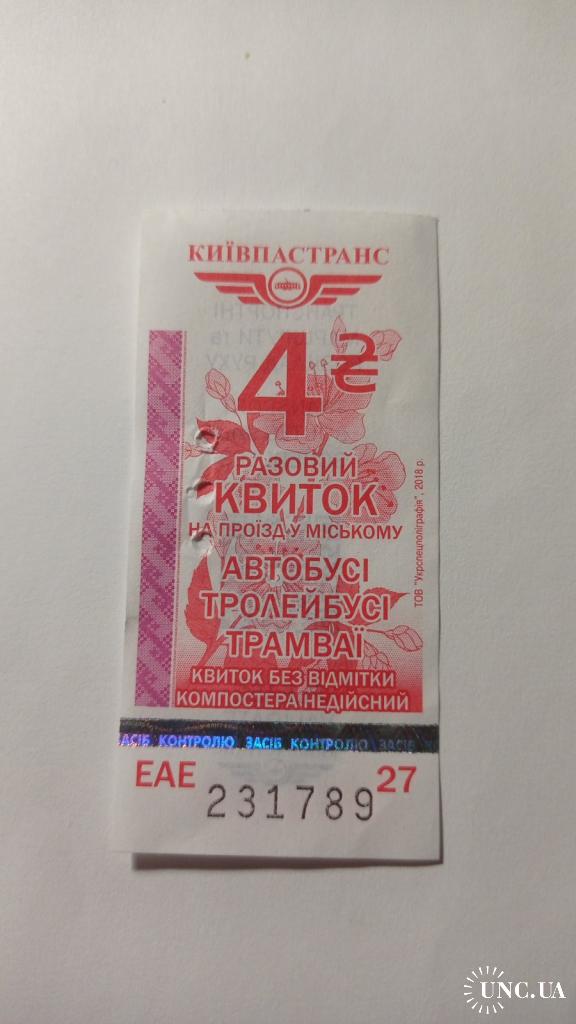 КИЇВПАСТРАНС
4₴
РАЗОВИЙ
КВИТОК
НА ПРОЇЗД У МІСЬКОМУ
АВТОБУСІ
ТРОЛЕЙБУСІ
ТРАМВАЇ
КВИТОК БЕЗ ВІДМІТКИ
КОМПОСТЕРА НЕДІЙСНИЙ
ТОВ "Укрспецполіграфія", 2018 р.
АСІБ КОНТРОЛЮ ЗАСІБ КОНТРОЛЮ ЗАСІБ
ЕАЕ 231789 27
UNC.UA